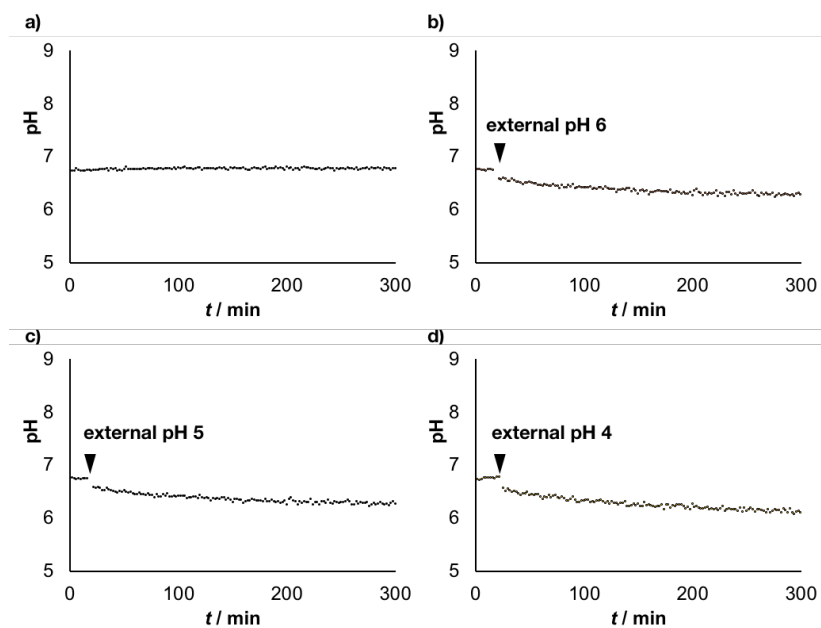 a)
9
8
7
6
5
pH
0 100 200 300
t / min
b)
9
8
7
6
5
pH
external pH 6
0 100 200 300
t / min
c)
9
8
7
6
5
pH
external pH 5
0 100 200 300
t / min
d)
9
8
7
6
5
pH
external pH 4
0 100 200 300
t / min